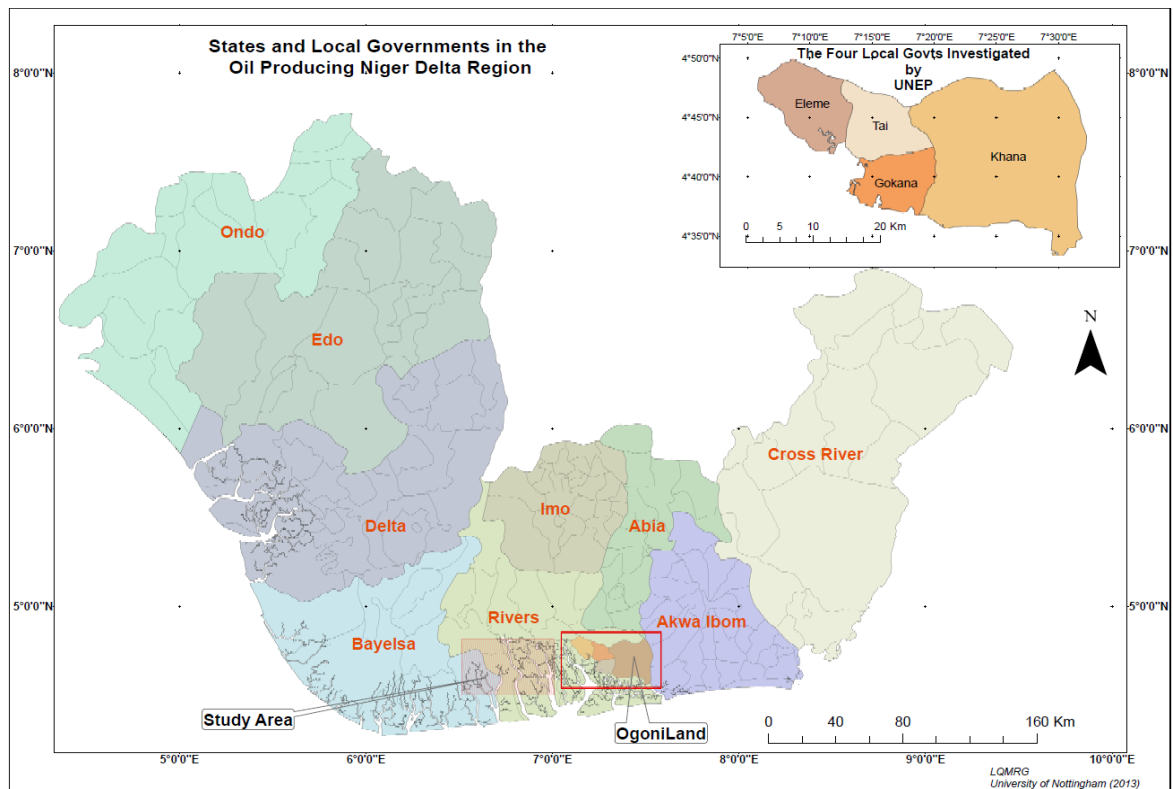 States and Local Governments in the
Oil Producing Niger Delta Region
7°5'0"E 7°10'0"E 7°15'0"E 7°20'0"E 7°25'0"E 7°30'0"E
The Four Local Govts Investigated
by
UNEP
4°50'0"N
4°45'0"N
4°40'0"N
4°35'0"N
Eleme
Tai
Khana
Gokana
0 5 10 20 Km
8°0'0"N
7°0'0"N
6°0'0"N
5°0'0"N
8°0'0"N
7°0'0"N
6°0'0"N
5°0'0"N
N
Ondo
Edo
Cross River
Delta
Imo
Abia
Rivers
Akwa Ibom
Bayelsa
Study Area
OgoniLand
0 40 80 160 Km
5°0'0"E 6°0'0"E 7°0'0"E 8°0'0"E 9°0'0"E 10°0'0"E
LQMRG
University of Nottingham (2013)